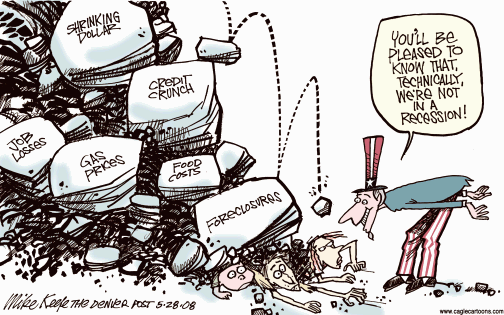 SHRINKING
DOLLAR
CREDIT
CRUNCH
JOB
LOSSES
GAS
PRICES
FOOD
COSTS
FORECLOSURES
YOU'LL BE
PLEASED TO
KNOW THAT,
TECHNICALLY,
WE'RE NOT
IN A
RECESSION!
Mike Keefe THE DENVER POST 5-28-08
www.caglecartoons.com